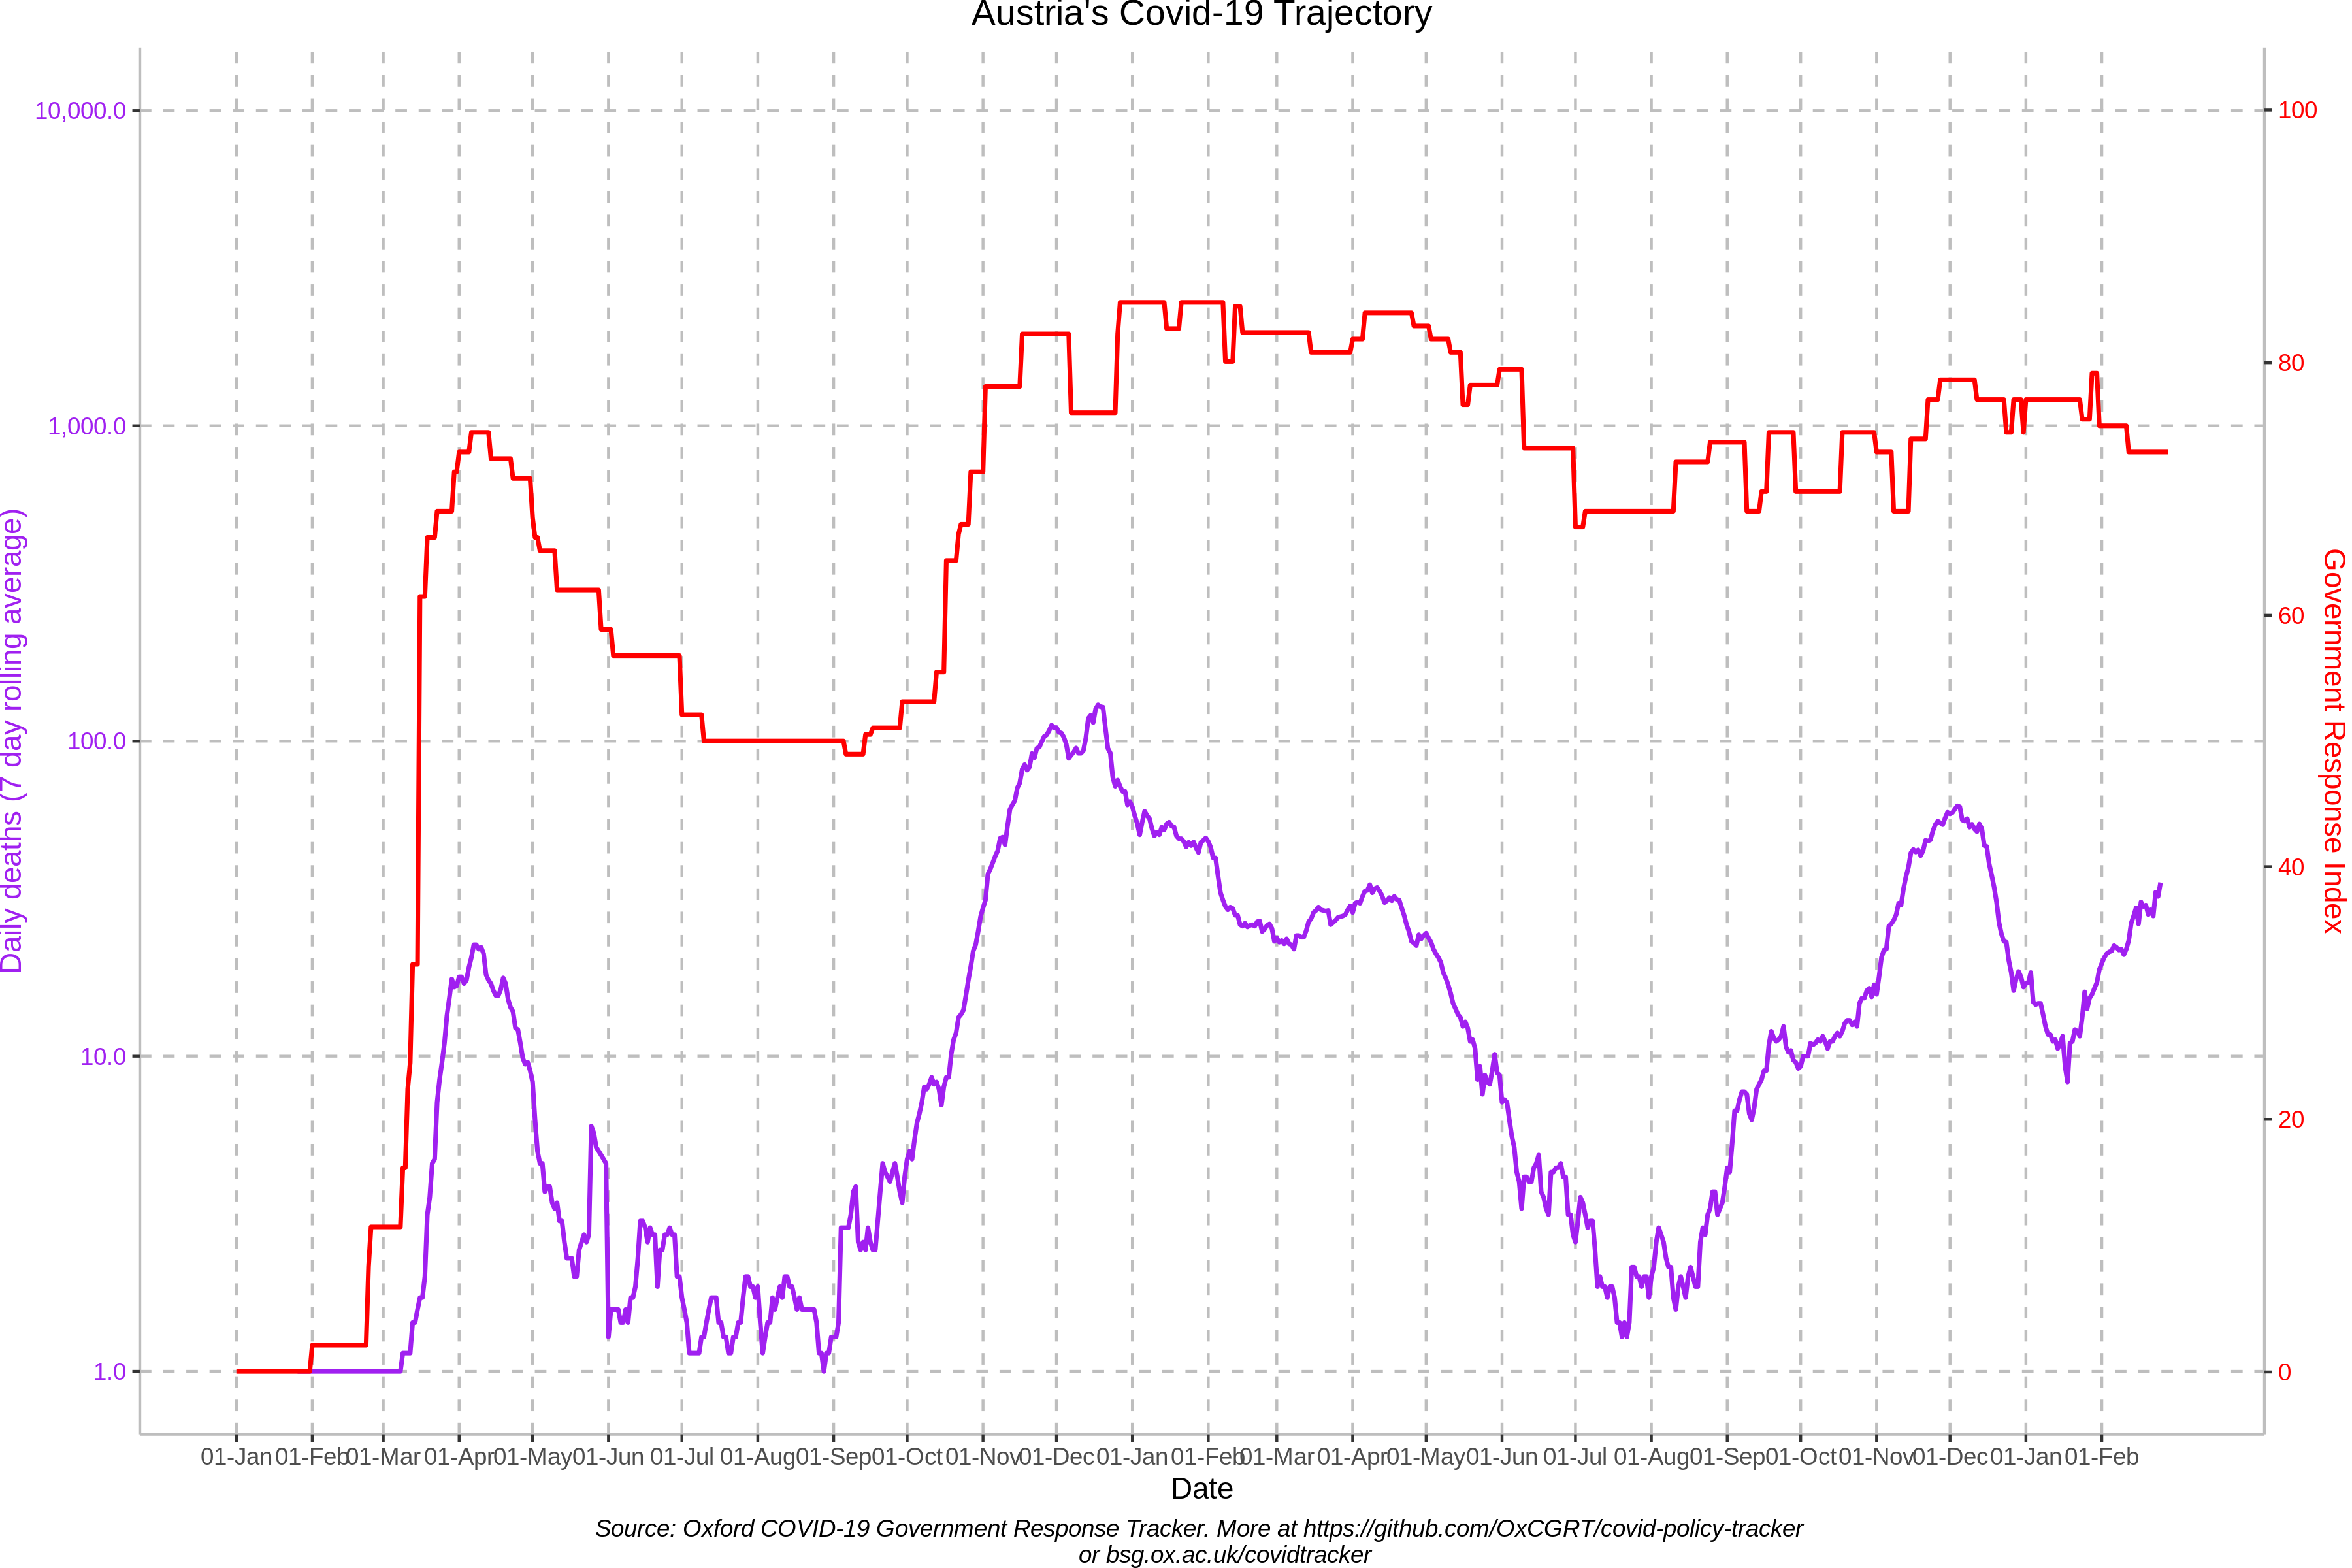 Austria's Covid-19 Trajectory
10,000.0
1,000.0
100.0
10.0
1.0
Daily deaths (7 day rolling average)
100
80
60
40
20
0
Government Response Index
01-Jan 01-Feb 01-Mar 01-Apr 01-May 01-Jun 01-Jul 01-Aug 01-Sep 01-Oct 01-Nov 01-Dec 01-Jan 01-Feb 01-Mar 01-Apr 01-May 01-Jun 01-Jul 01-Aug 01-Sep 01-Oct 01-Nov 01-Dec 01-Jan 01-Feb
Date
Source: Oxford COVID-19 Government Response Tracker. More at https://github.com/OxCGRT/covid-policy-tracker
or bsg.ox.ac.uk/covidtracker